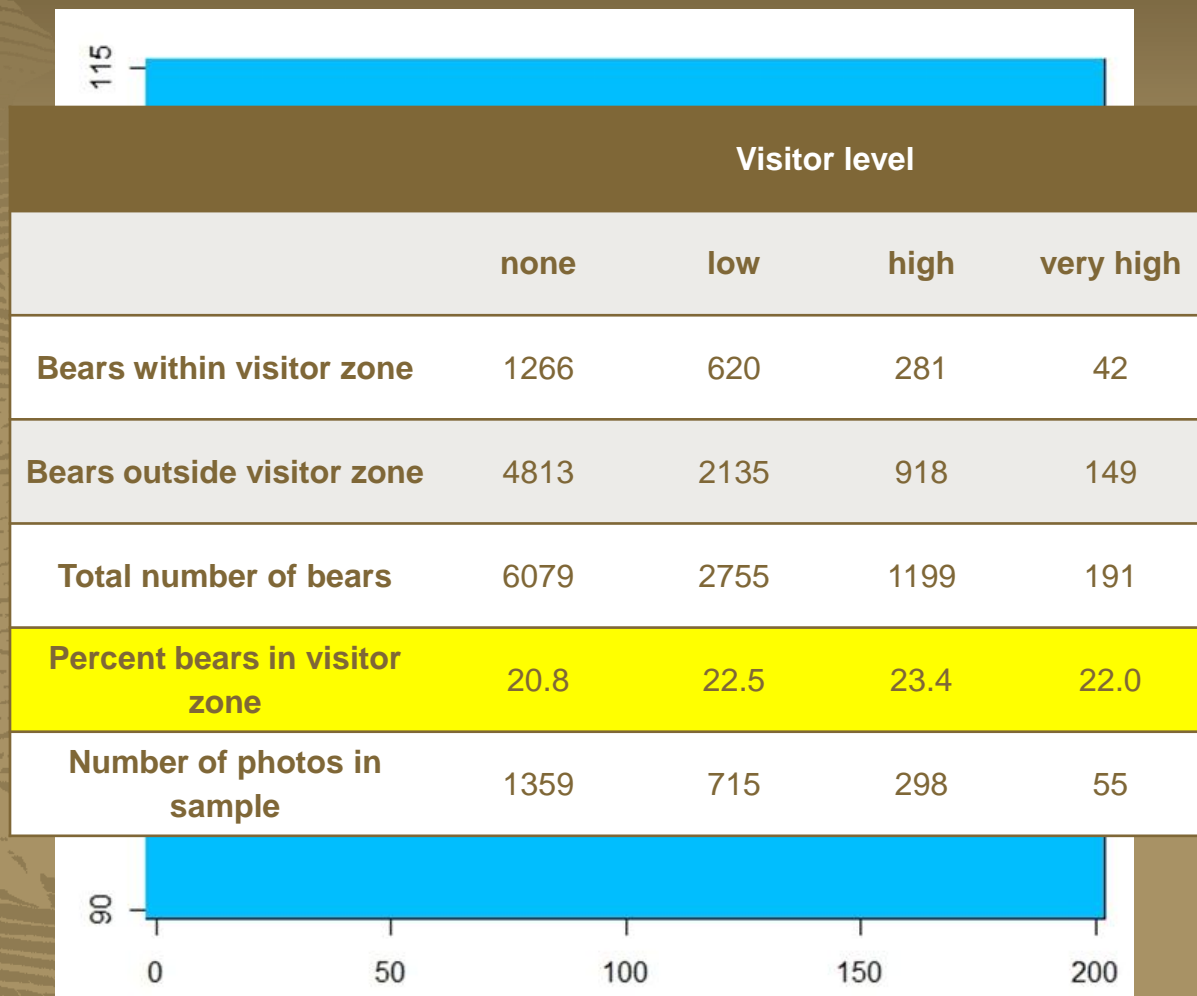 115
Visitor level
none low high very high
Bears within visitor zone 1266 620 281 42
Bears outside visitor zone 4813 2135 918 149
Total number of bears 6079 2755 1199 191
Percent bears in visitor
zone 20.8 22.5 23.4 22.0
Number of photos in
sample 1359 715 298 55
90
0 50 100 150 200